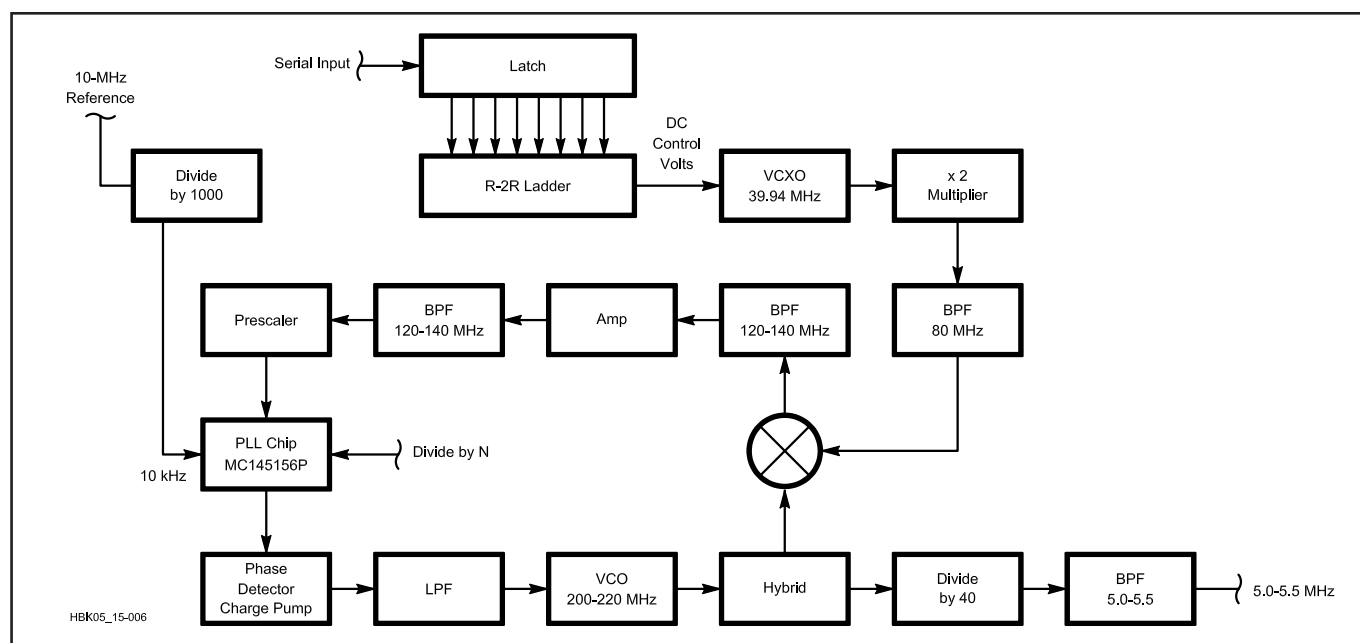 Serial Input
Latch
10-MHz
Reference
DC
Control
Volts
Divide
by 1000
R-2R Ladder
VCXO
39.94 MHz
x 2
Multiplier
Prescaler
BPF
120-140 MHz
Amp
BPF
120-140 MHz
BPF
80 MHz
PLL Chip
MC145156P
Divide by N
10 kHz
Phase
Detector
Charge Pump
LPF
VCO
200-220 MHz
Hybrid
Divide
by 40
BPF
5.0-5.5
5.0-5.5 MHz
HBK05_15-006